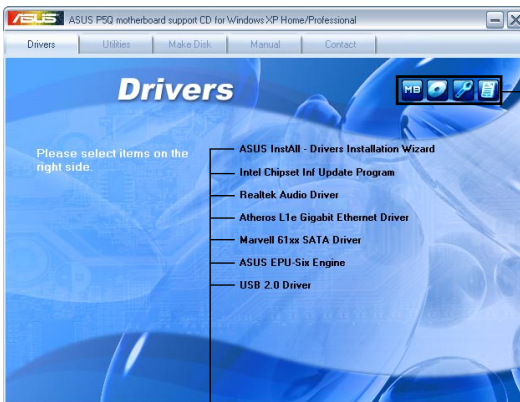 ASUS ASUS P5Q motherboard support CD for Windows XP Home/Professional
Drivers Utilities Make Disk Manual Contact
Drivers
MB
Please select items on the
right side.
ASUS InstAll - Drivers Installation Wizard
Intel Chipset Inf Update Program
Realtek Audio Driver
Atheros L1e Gigabit Ethernet Driver
Marvell 61xx SATA Driver
ASUS EPU-Six Engine
USB 2.0 Driver